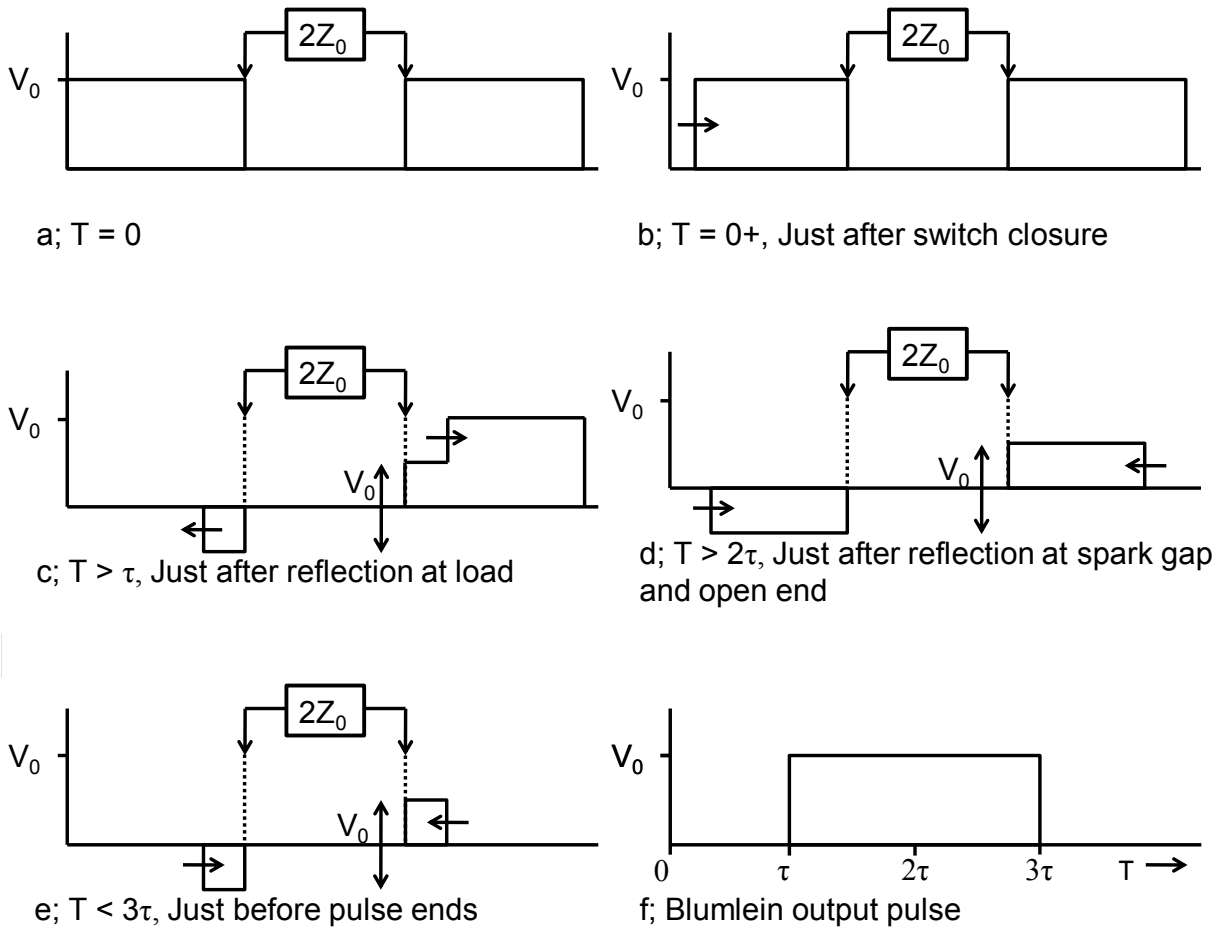 2Z₀
V₀
a; T = 0
2Z₀
V₀
b; T = 0+, Just after switch closure
2Z₀
V₀
V₀
c; T > τ, Just after reflection at load
2Z₀
V₀
V₀
d; T > 2τ, Just after reflection at spark gap
and open end
2Z₀
V₀
V₀
e; T < 3τ, Just before pulse ends
V₀
0 τ 2τ 3τ T
f; Blumlein output pulse